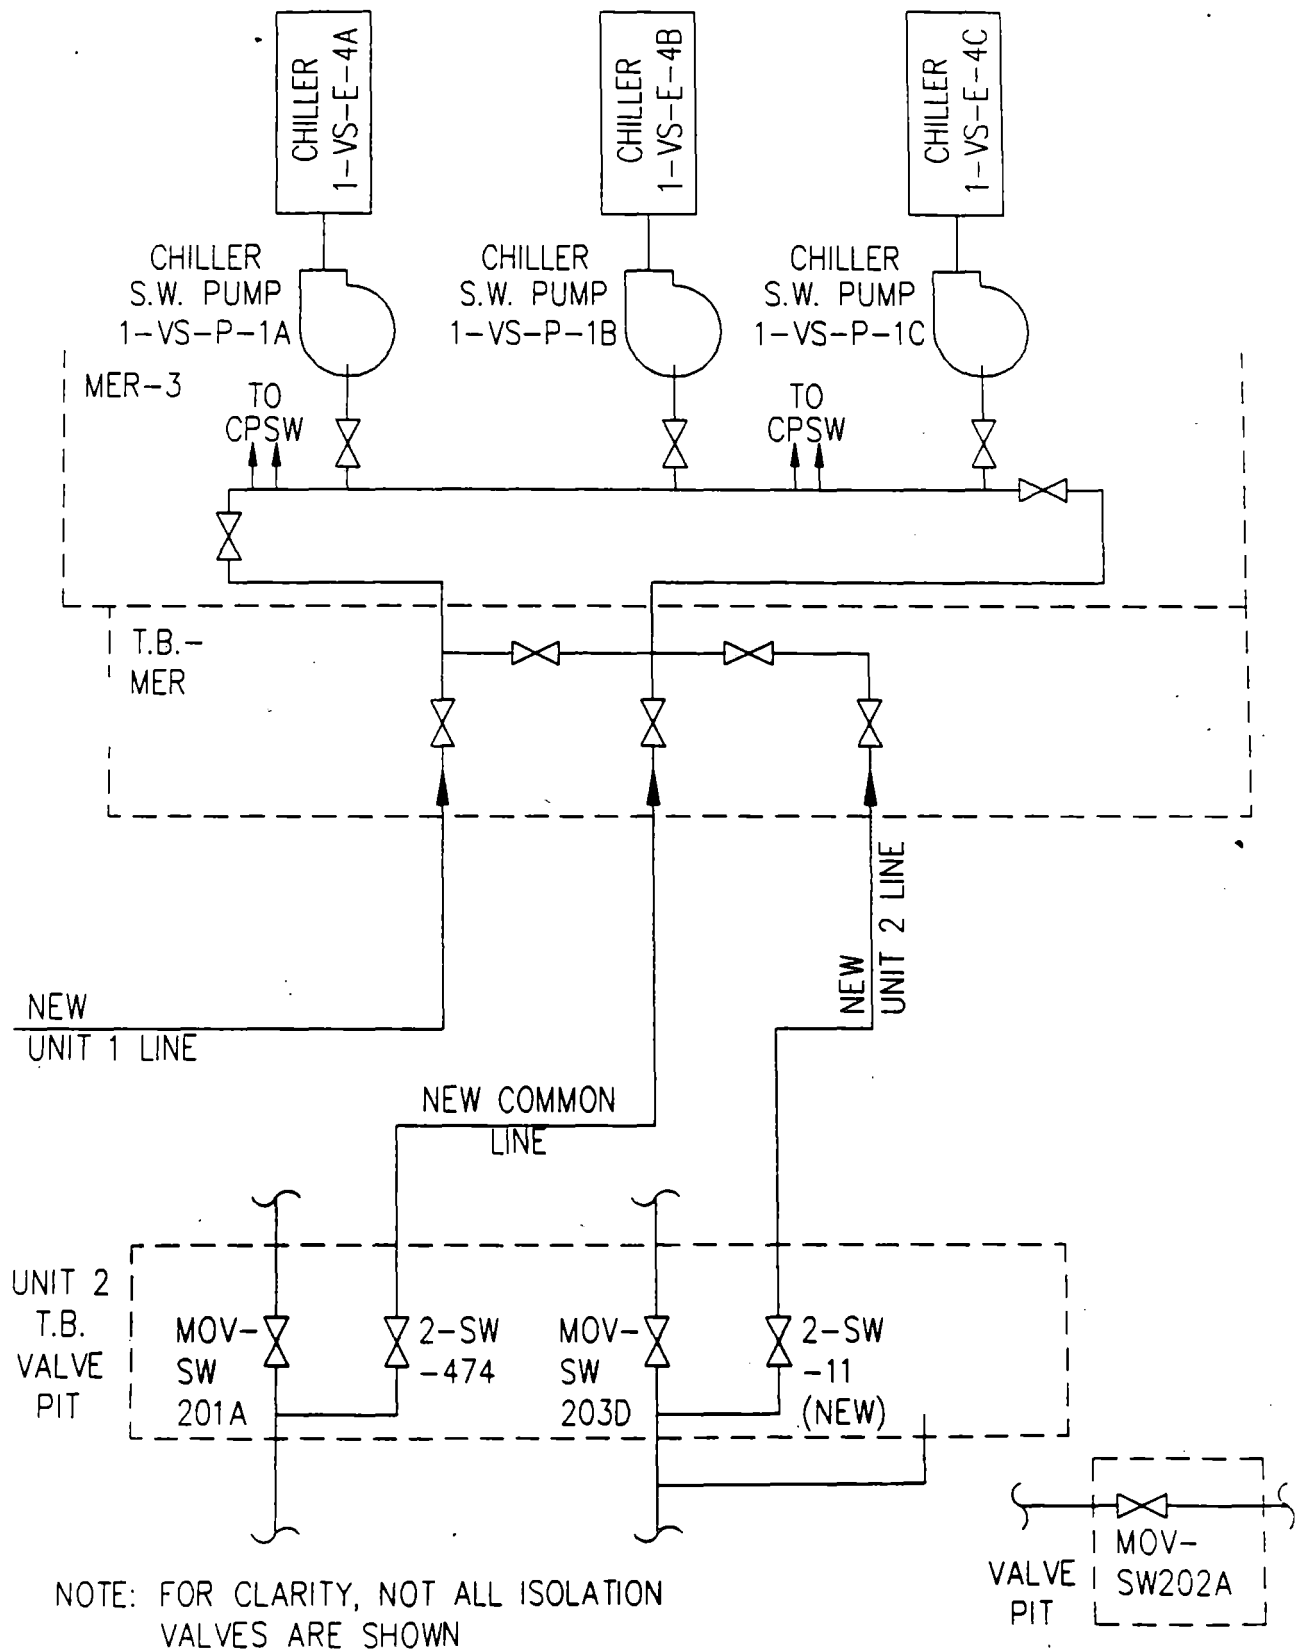 CHILLER
1-VS-E-4A
CHILLER
1-VS-E-4B
CHILLER
1-VS-E-4C
CHILLER
S.W. PUMP
1-VS-P-1A
CHILLER
S.W. PUMP
1-VS-P-1B
CHILLER
S.W. PUMP
1-VS-P-1C
MER-3
TO
CPSW
TO
CPSW
T.B.-
MER
NEW
UNIT 2 LINE
NEW
UNIT 1 LINE
NEW COMMON
LINE
UNIT 2
T.B.
VALVE
PIT
MOV-
SW
201A
2-SW
-474
MOV-
SW
203D
2-SW
-11
(NEW)
VALVE
PIT
MOV-
SW202A
NOTE: FOR CLARITY, NOT ALL ISOLATION
VALVES ARE SHOWN